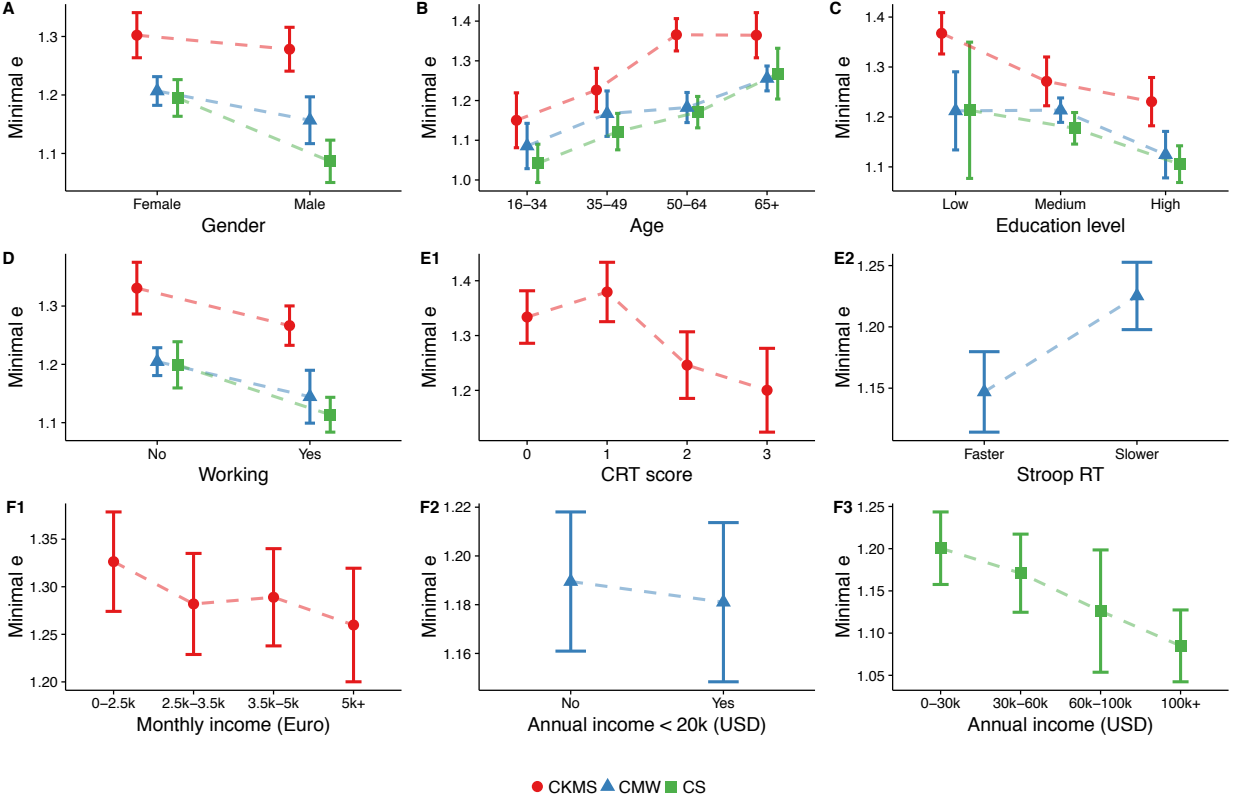 A
Minimal e
1.3
1.2
1.1
Female
Male
Gender
B
Minimal e
1.4
1.3
1.2
1.1
1.0
16−34
35−49
50−64
65+
Age
C
Minimal e
1.4
1.3
1.2
1.1
Low
Medium
High
Education level
D
Minimal e
1.3
1.2
1.1
No
Yes
Working
E1
Minimal e
1.4
1.3
1.2
0
1
2
3
CRT score
E2
Minimal e
1.25
1.20
1.15
Faster
Slower
Stroop RT
F1
Minimal e
1.35
1.30
1.25
1.20
0−2.5k
2.5k−3.5k
3.5k−5k
5k+
Monthly income (Euro)
F2
Minimal e
1.22
1.20
1.18
1.16
No
Yes
Annual income < 20k (USD)
F3
Minimal e
1.25
1.20
1.15
1.10
1.05
0−30k
30k−60k
60k−100k
100k+
Annual income (USD)
CKMS CMW CS